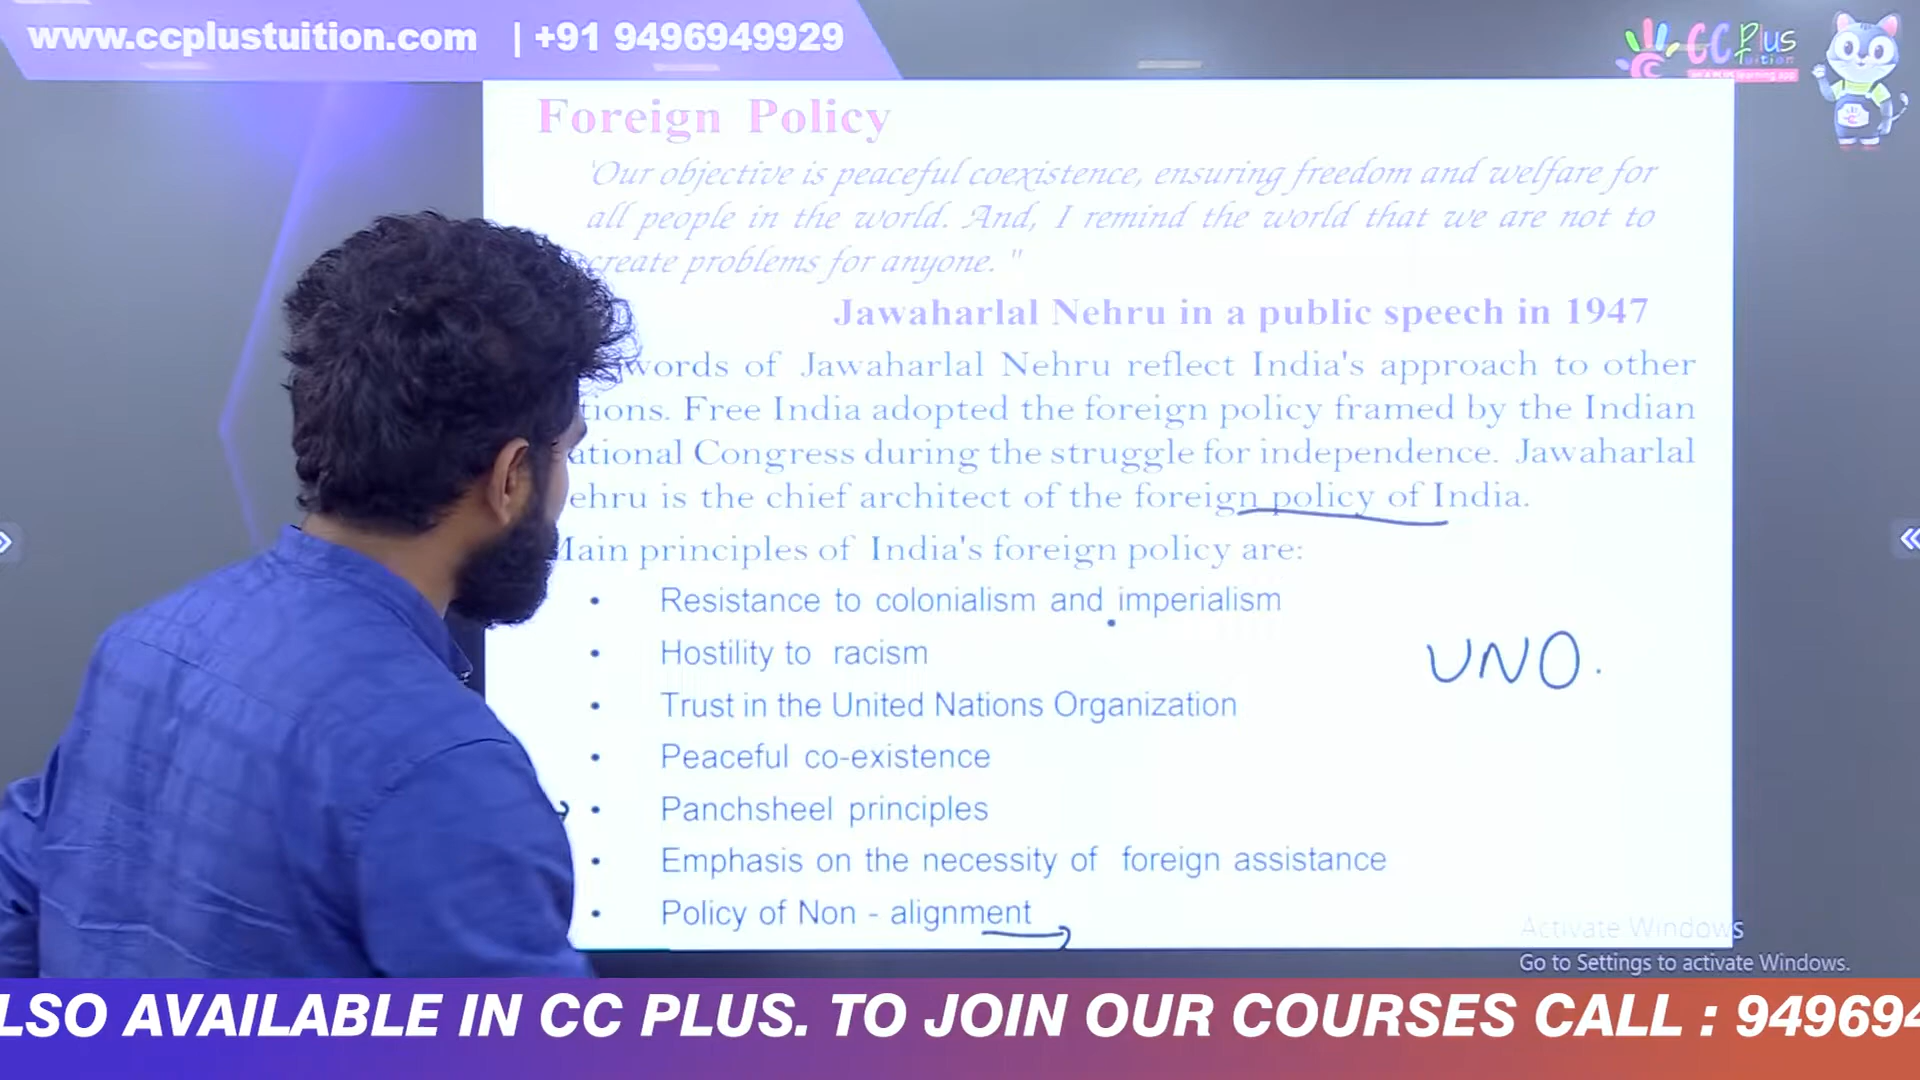 www.ccplustuition.com | +91 9496949929
CC Plus
Tuition
Foreign Policy
'Our objective is peaceful coexistence, ensuring freedom and welfare for
all people in the world. And, I remind the world that we are not to
create problems for anyone. "
Jawaharlal Nehru in a public speech in 1947
words of Jawaharlal Nehru reflect India's approach to other
tions. Free India adopted the foreign policy framed by the Indian
ational Congress during the struggle for independence. Jawaharlal
ehru is the chief architect of the foreign policy of India.
Main principles of India's foreign policy are:
• Resistance to colonialism and imperialism
• Hostility to racism
UNO.
• Trust in the United Nations Organization
• Peaceful co-existence
• Panchsheel principles
• Emphasis on the necessity of foreign assistance
• Policy of Non - alignment
Activate Windows
Go to Settings to activate Windows.
LSO AVAILABLE IN CC PLUS. TO JOIN OUR COURSES CALL : 949694